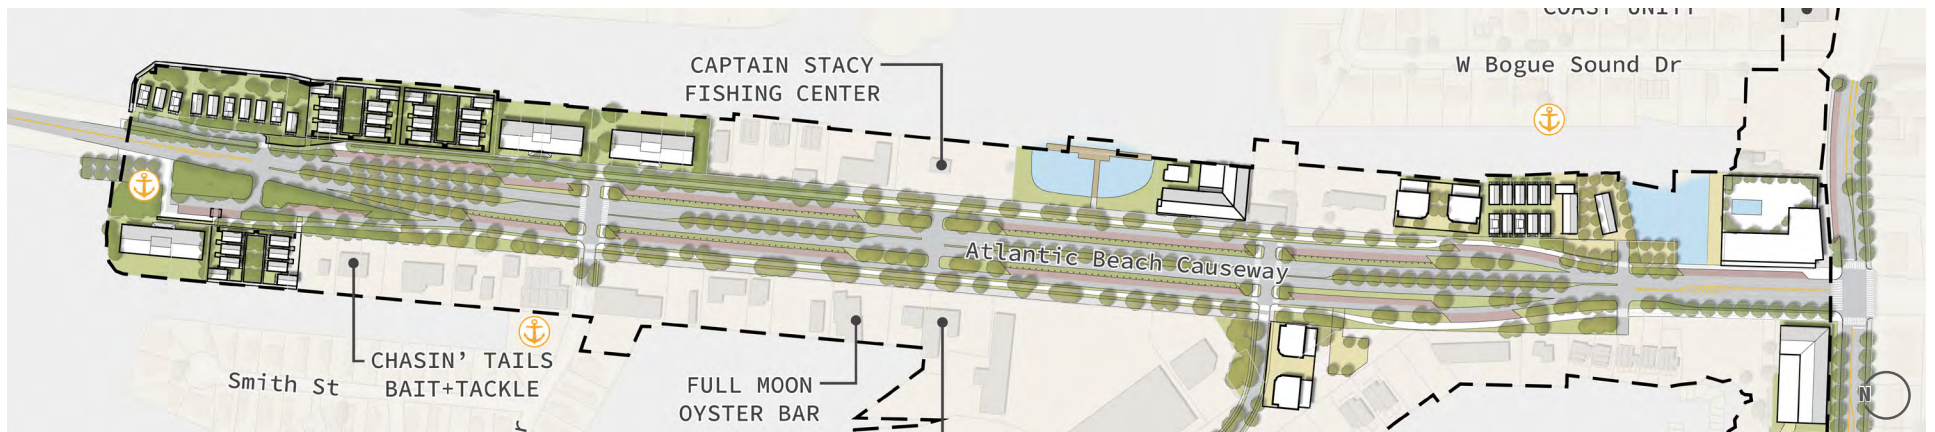 COAST UNITY
CAPTAIN STACY
FISHING CENTER
W Bogue Sound Dr
Atlantic Beach Causeway
CHASIN' TAILS
BAIT+TACKLE
Smith St
FULL MOON
OYSTER BAR
N